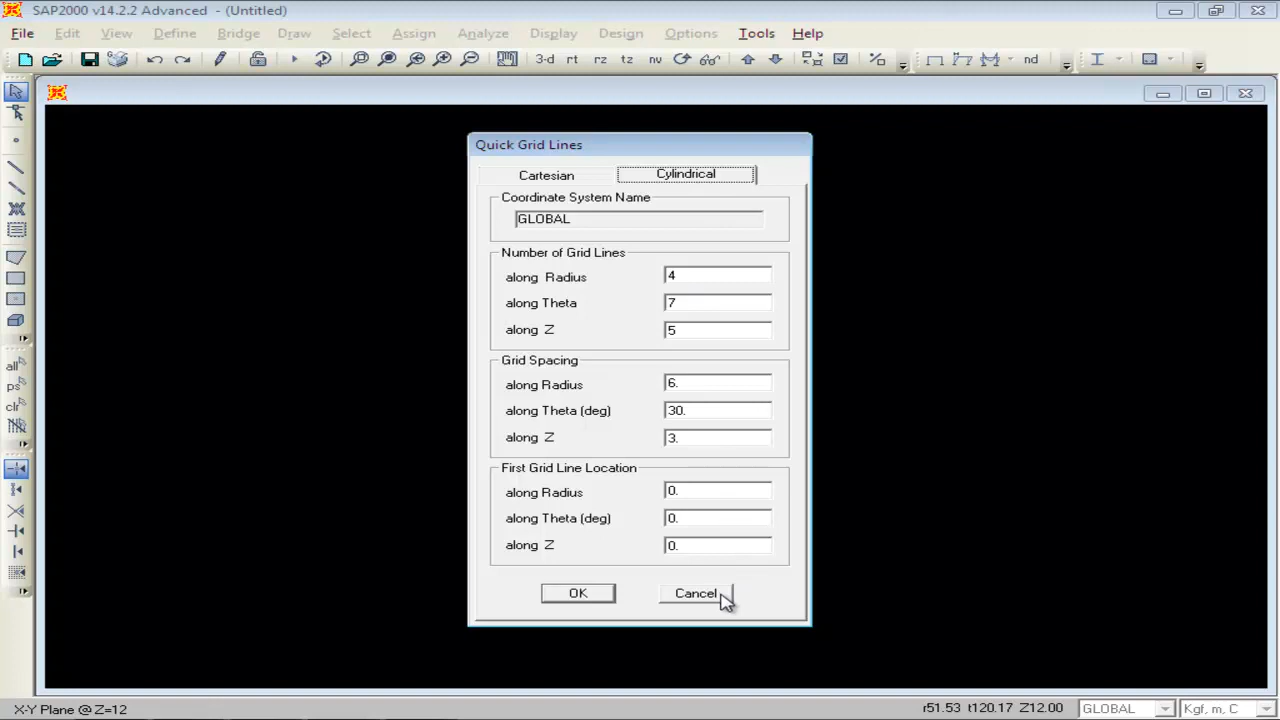 SAP2000 v14.2.2 Advanced - (Untitled)
File Edit View Define Bridge Draw Select Assign Analyze Display Design Options Tools Help
3-d rt rz tz nv nd
Quick Grid Lines
Cartesian Cylindrical
Coordinate System Name
GLOBAL
Number of Grid Lines
along Radius 4
along Theta 7
along Z 5
Grid Spacing
along Radius 6.
along Theta (deg) 30.
along Z 3.
First Grid Line Location
along Radius 0.
along Theta (deg) 0.
along Z 0.
OK Cancel
all
ps
clr
X-Y Plane @ Z=12 r51.53 t120.17 Z12.00 GLOBAL Kgf, m, C